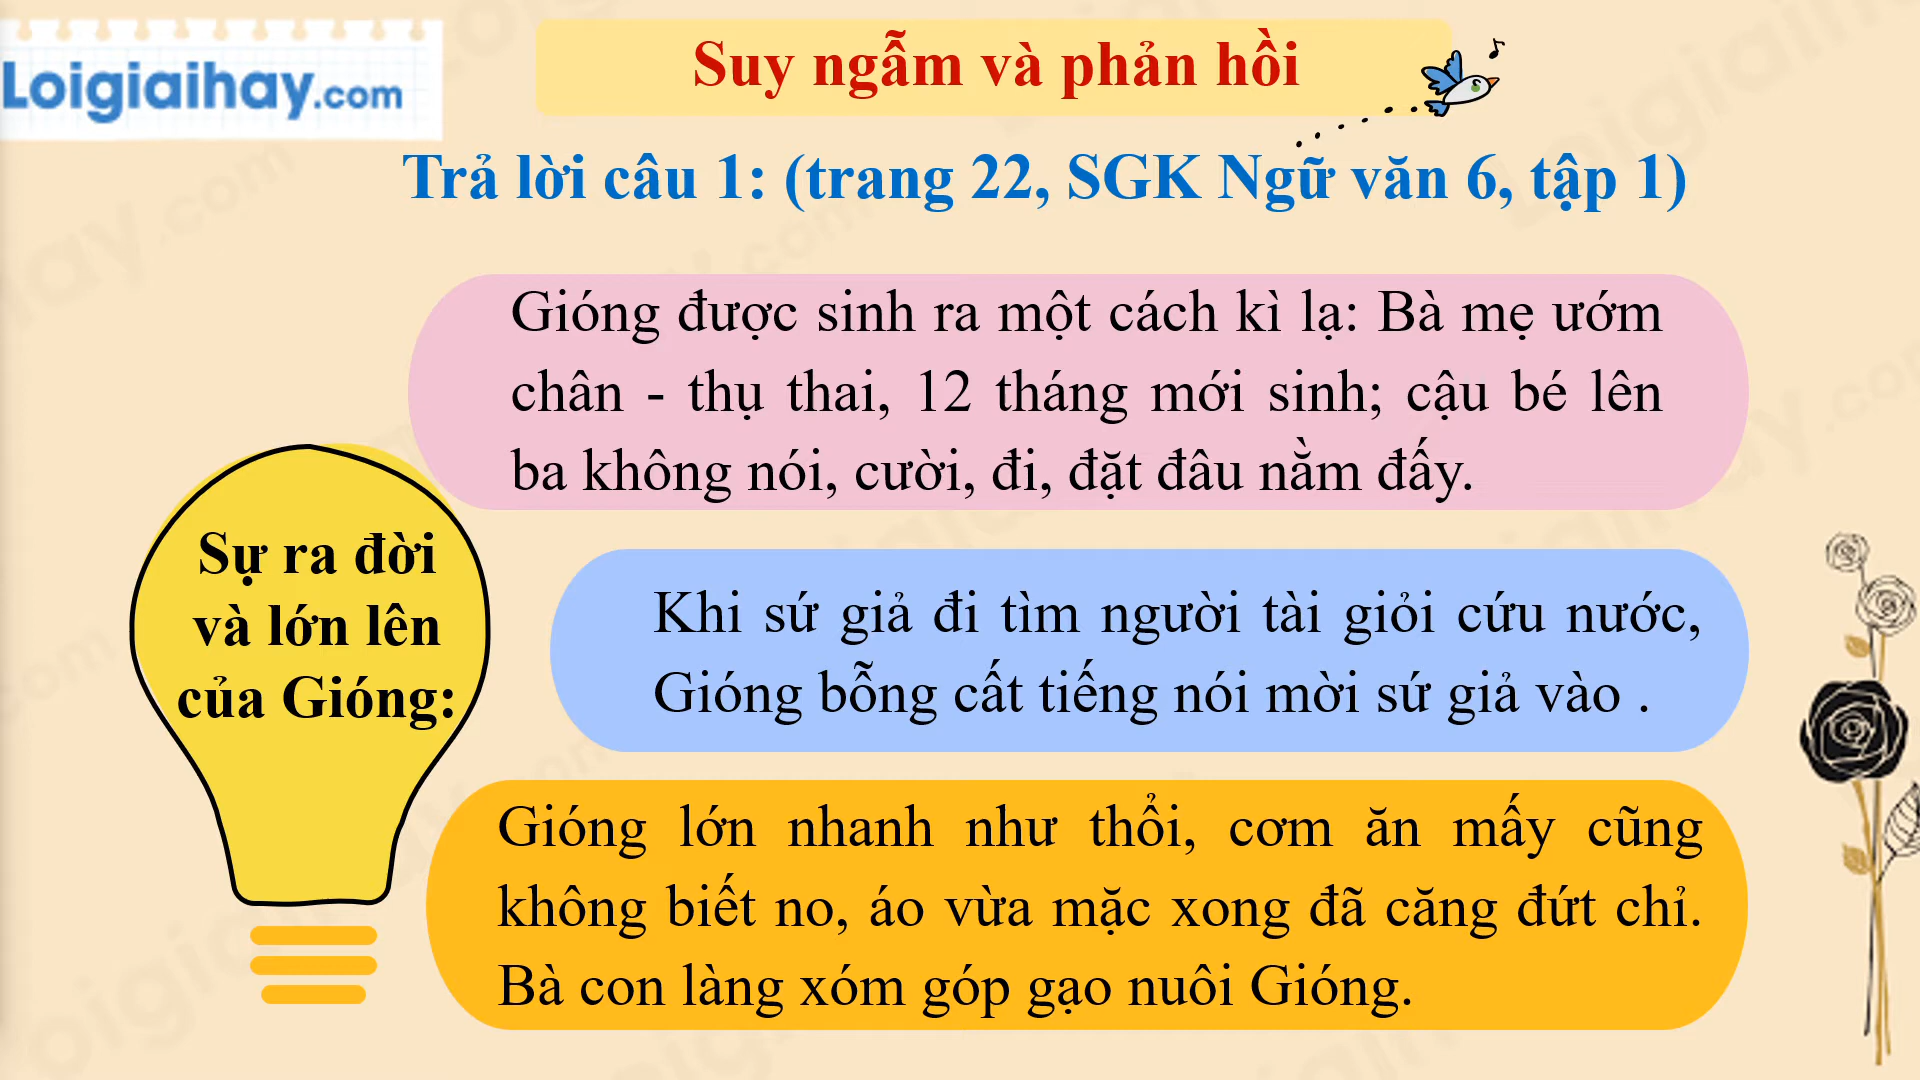 Loigiaihay.com
Suy ngẫm và phản hồi
Trả lời câu 1: (trang 22, SGK Ngữ văn 6, tập 1)
Gióng được sinh ra một cách kì lạ: Bà mẹ ướm
chân - thụ thai, 12 tháng mới sinh; cậu bé lên
ba không nói, cười, đi, đặt đâu nằm đấy.
Sự ra đời
và lớn lên
của Gióng:
Khi sứ giả đi tìm người tài giỏi cứu nước,
Gióng bỗng cất tiếng nói mời sứ giả vào .
Gióng lớn nhanh như thổi, cơm ăn mấy cũng
không biết no, áo vừa mặc xong đã căng đứt chỉ.
Bà con làng xóm góp gạo nuôi Gióng.